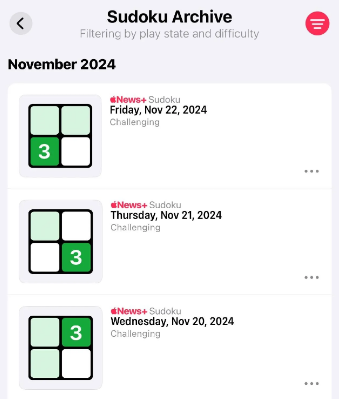 Sudoku Archive
Filtering by play state and difficulty
November 2024
News+ Sudoku
Friday, Nov 22, 2024
Challenging
3
News+ Sudoku
Thursday, Nov 21, 2024
Challenging
3
News+ Sudoku
Wednesday, Nov 20, 2024
Challenging
3